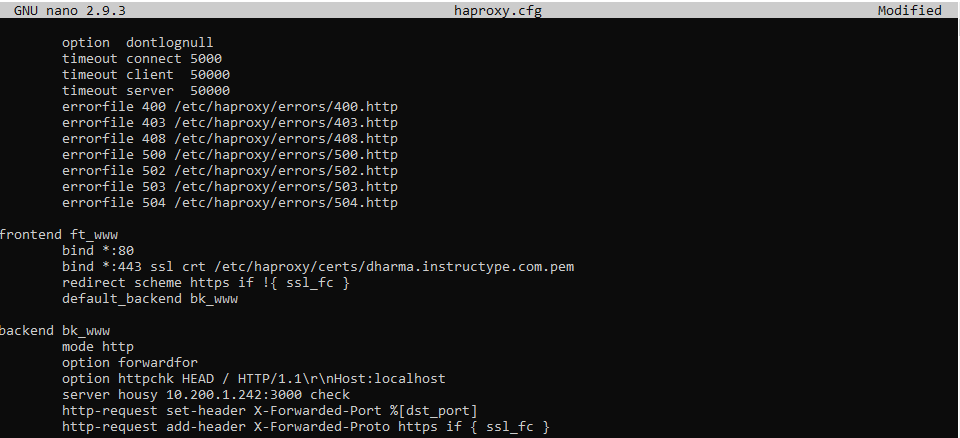 GNU nano 2.9.3 haproxy.cfg Modified
option  dontlognull
timeout connect 5000
timeout client  50000
timeout server  50000
errorfile 400 /etc/haproxy/errors/400.http
errorfile 403 /etc/haproxy/errors/403.http
errorfile 408 /etc/haproxy/errors/408.http
errorfile 500 /etc/haproxy/errors/500.http
errorfile 502 /etc/haproxy/errors/502.http
errorfile 503 /etc/haproxy/errors/503.http
errorfile 504 /etc/haproxy/errors/504.http
frontend ft_www
bind *:80
bind *:443 ssl crt /etc/haproxy/certs/dharma.instructype.com.pem
redirect scheme https if !{ ssl_fc }
default_backend bk_www
backend bk_www
mode http
option forwardfor
option httpchk HEAD / HTTP/1.1\r\nHost:localhost
server housy 10.200.1.242:3000 check
http-request set-header X-Forwarded-Port %[dst_port]
http-request add-header X-Forwarded-Proto https if { ssl_fc }